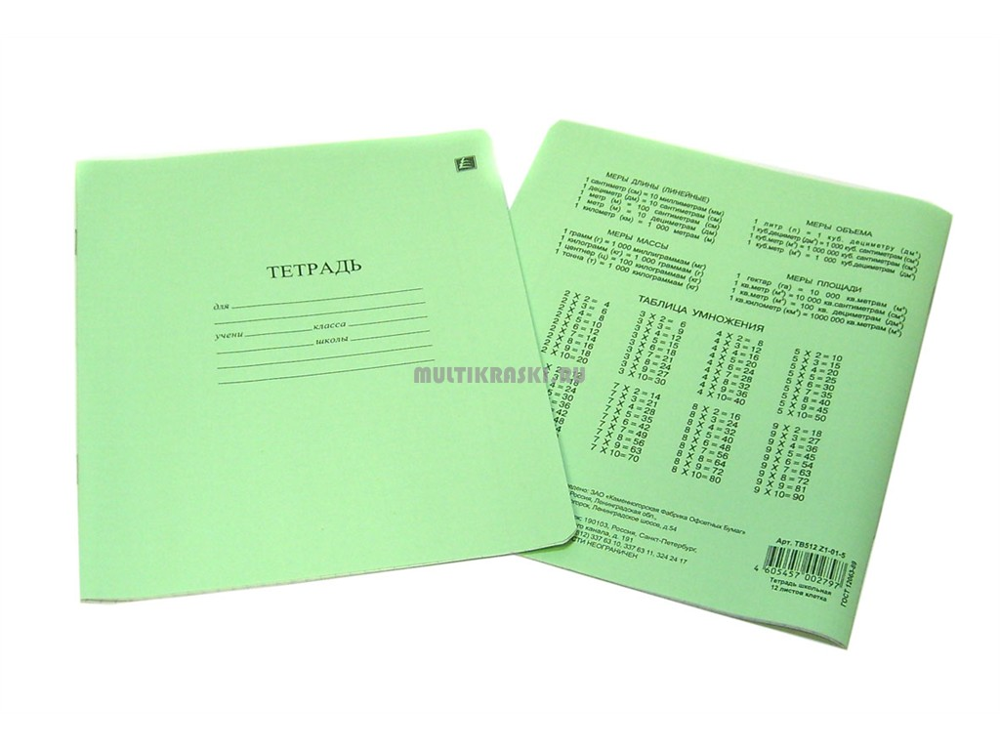 ТЕТРАДЬ
для
учени класса
школы
MULTIKRASKI.RU
МЕРЫ ДЛИНЫ (ЛИНЕЙНЫЕ)
1 сантиметр (см) = 10 миллиметрам (мм)
1 дециметр (дм) = 10 сантиметрам (см)
1 метр (м) = 100 сантиметрам (см)
1 метр (м) = 10 дециметрам (дм)
1 километр (км) = 1 000 метрам (м)
МЕРЫ МАССЫ
1 грамм (г) = 1 000 миллиграммам (мг)
1 килограмм (кг) = 1 000 граммам (г)
1 центнер (ц) = 100 килограммам (кг)
1 тонна (т) = 1 000 килограммам (кг)
МЕРЫ ОБЪЕМА
1 литр (л) = 1 куб. дециметру (дм³)
1 куб.дециметр (дм³) = 1 000 куб. сантиметрам (см³)
1 куб.метр (м³) = 1 000 000 куб. сантиметрам (см³)
1 куб.метр (м³) = 1 000 куб.дециметрам (дм³)
МЕРЫ ПЛОЩАДИ
1 гектар (га) = 10 000 кв.метрам (м²)
1 кв.метр (м²) = 10 000 кв.сантиметрам (см²)
1 кв.метр (м²) = 100 кв. дециметрам (дм²)
1 кв.километр (км²) = 1000 000 кв.метрам (м²)
ТАБЛИЦА УМНОЖЕНИЯ
2 X 2 = 4
2 X 3 = 6
2 X 4 = 8
2 X 5 = 10
2 X 6 = 12
2 X 7 = 14
2 X 8 = 16
2 X 9 = 18
2 X 10= 20
3 X 2 = 6
3 X 3 = 9
3 X 4 = 12
3 X 5 = 15
3 X 6 = 18
3 X 7 = 21
3 X 8 = 24
3 X 9 = 27
3 X 10= 30
4 X 2 = 8
4 X 3 = 12
4 X 4 = 16
4 X 5 = 20
4 X 6 = 24
4 X 7 = 28
4 X 8 = 32
4 X 9 = 36
4 X 10= 40
5 X 2 = 10
5 X 3 = 15
5 X 4 = 20
5 X 5 = 25
5 X 6 = 30
5 X 7 = 35
5 X 8 = 40
5 X 9 = 45
5 X 10= 50
= 12
= 18
= 24
= 30
= 36
= 42
= 48
= 54
= 60
7 X 2 = 14
7 X 3 = 21
7 X 4 = 28
7 X 5 = 35
7 X 6 = 42
7 X 7 = 49
7 X 8 = 56
7 X 9 = 63
7 X 10= 70
8 X 2 = 16
8 X 3 = 24
8 X 4 = 32
8 X 5 = 40
8 X 6 = 48
8 X 7 = 56
8 X 8 = 64
8 X 9 = 72
8 X 10= 80
9 X 2 = 18
9 X 3 = 27
9 X 4 = 36
9 X 5 = 45
9 X 6 = 54
9 X 7 = 63
9 X 8 = 72
9 X 9 = 81
9 X 10= 90
ЗАО «Каменногорская Фабрика Офсетных Бумаг»
Россия, Ленинградская обл.,
Ленинградское шоссе, д.54
190103, Россия, Санкт-Петербург,
канала, д. 191
(812) 337 63 10, 337 63 11, 324 24 17
НЕОГРАНИЧЕН
Арт. ТВ512 Z1-01-5
4 605457 002797
Тетрадь школьная
12 листов клетка
ГОСТ 12063-89